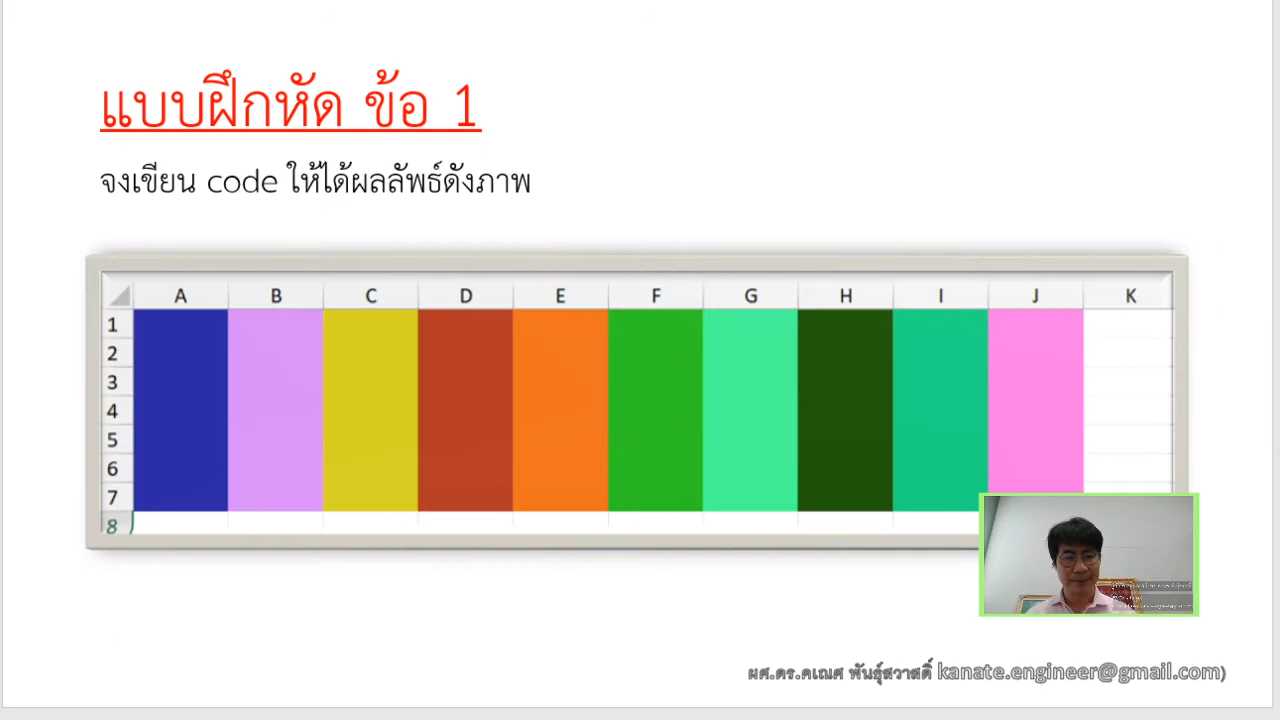 แบบฝึกหัด ข้อ 1
จงเขียน code ให้ได้ผลลัพธ์ดังภาพ
A B C D E F G H I J K
1
2
3
4
5
6
7
8
ผศ.ดร.คเณศ พันธุ์สวาสดิ์ kanate.engineer@gmail.com)